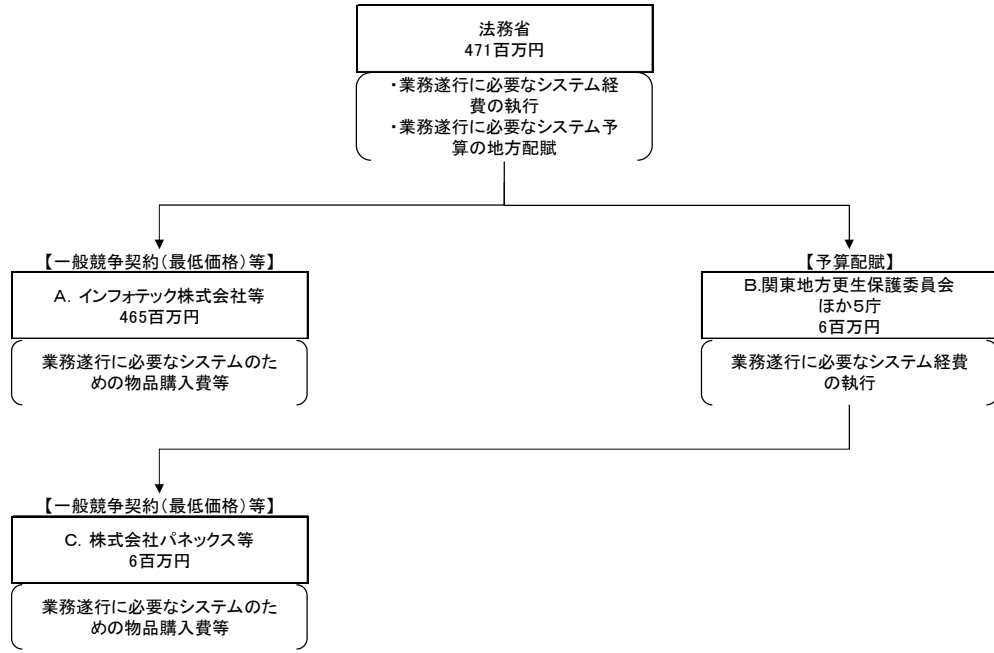 法務省
471百万円
・業務遂行に必要なシステム経
費の執行
・業務遂行に必要なシステム予
算の地方配賦
【一般競争契約(最低価格)等】
A. インフォテック株式会社等
465百万円
業務遂行に必要なシステムのた
めの物品購入費等
【予算配賦】
B.関東地方更生保護委員会
ほか5庁
6百万円
業務遂行に必要なシステム経費
の執行
【一般競争契約(最低価格)等】
C. 株式会社パネックス等
6百万円
業務遂行に必要なシステムのた
めの物品購入費等